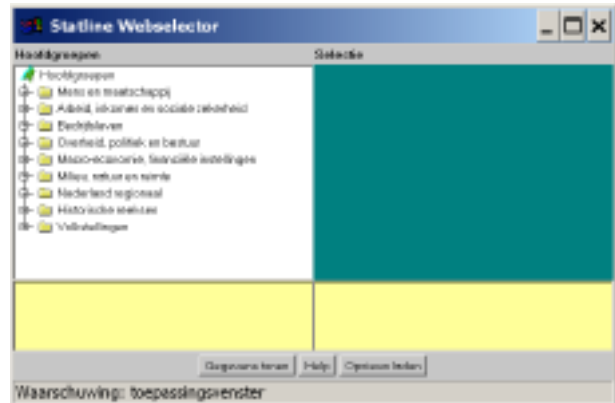 Statline Webselector
Hoofdgroepen
Selectie
Hoofdgroepen
Mens en maatschappij
Arbeid, inkomen en sociale zekerheid
Bedrijfsleven
Overheid, politiek en bestuur
Macro-economie, financiële instellingen
Milieu, natuur en ruimte
Nederland regionaal
Historische reeksen
Volkstellingen
Gegevens tonen
Help
Opnieuw laden
Waarschuwing: toepassingsvenster